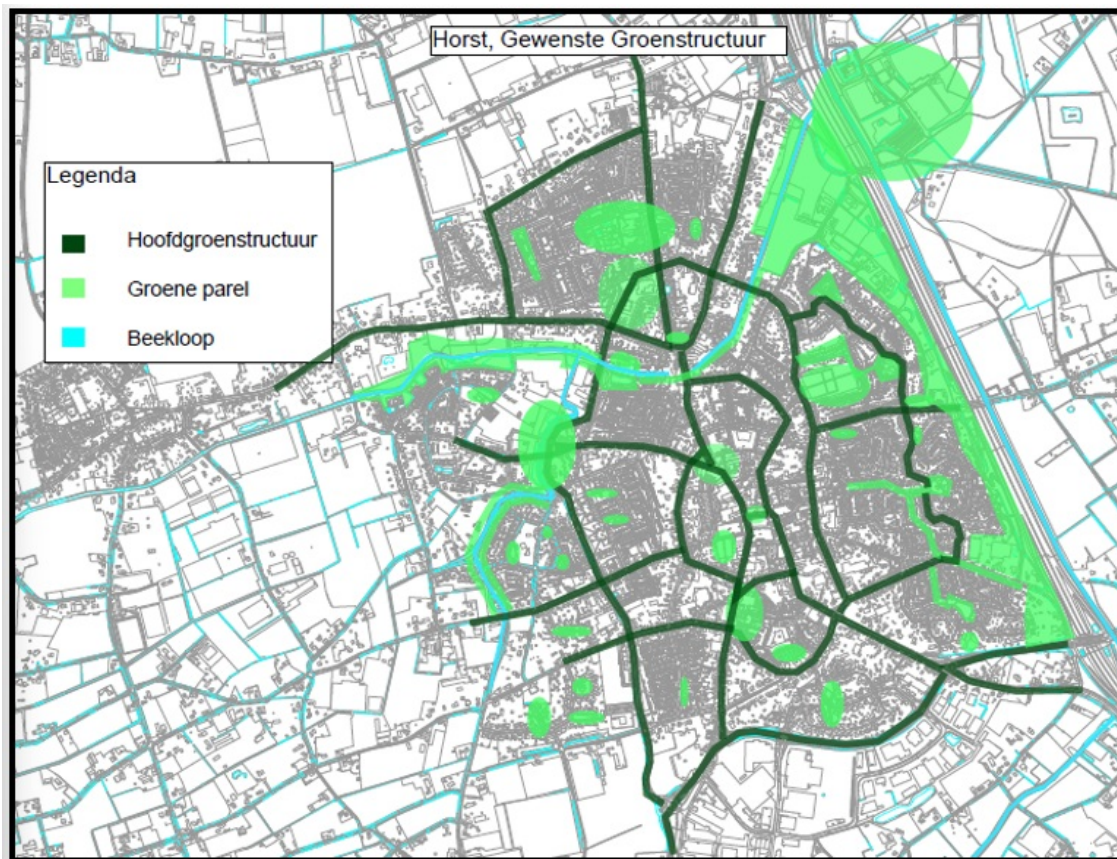 Horst, Gewenste Groenstructuur
Legenda
Hoofdgroenstructuur
Groene parel
Beekloop